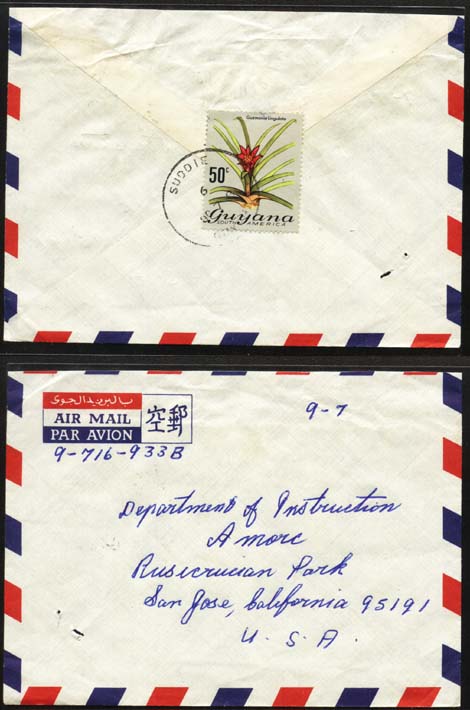 Guzmania lingulata
SUDDIE
50c
6
Guyana
SOUTH AMERICA
بالبريد الجوى
AIR MAIL
PAR AVION
空郵
9-7
9-716-933B
Department of Instruction
Amorc
Rusicrucian Park
San Jose, California 95191
U. S. A.